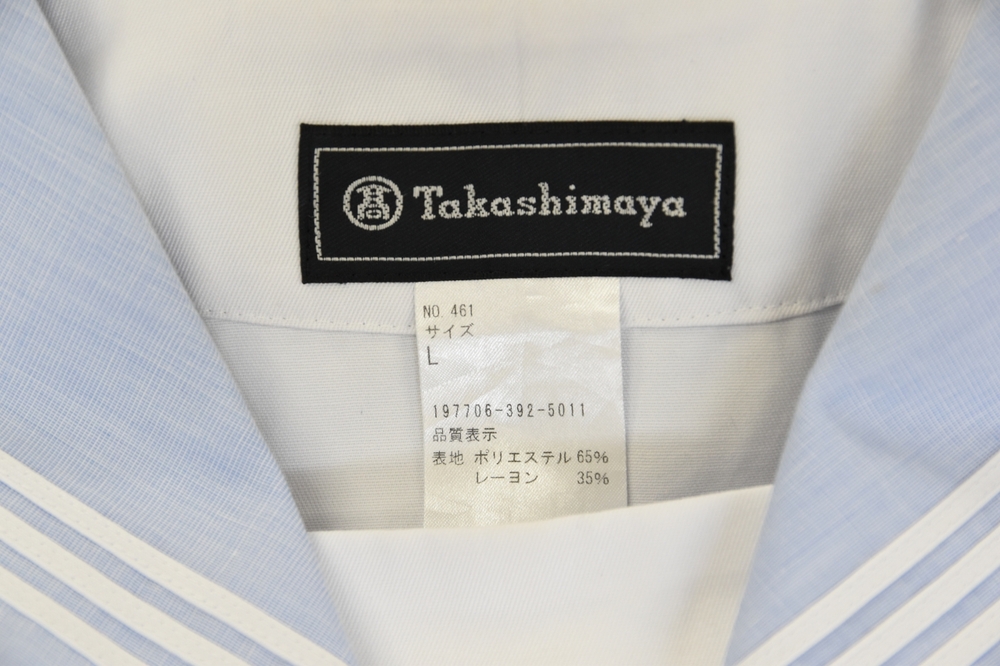 髙 Takashimaya
NO. 461
サイズ
L
197706-392-5011
品質表示
表地 ポリエステル 65%
レーヨン 35%